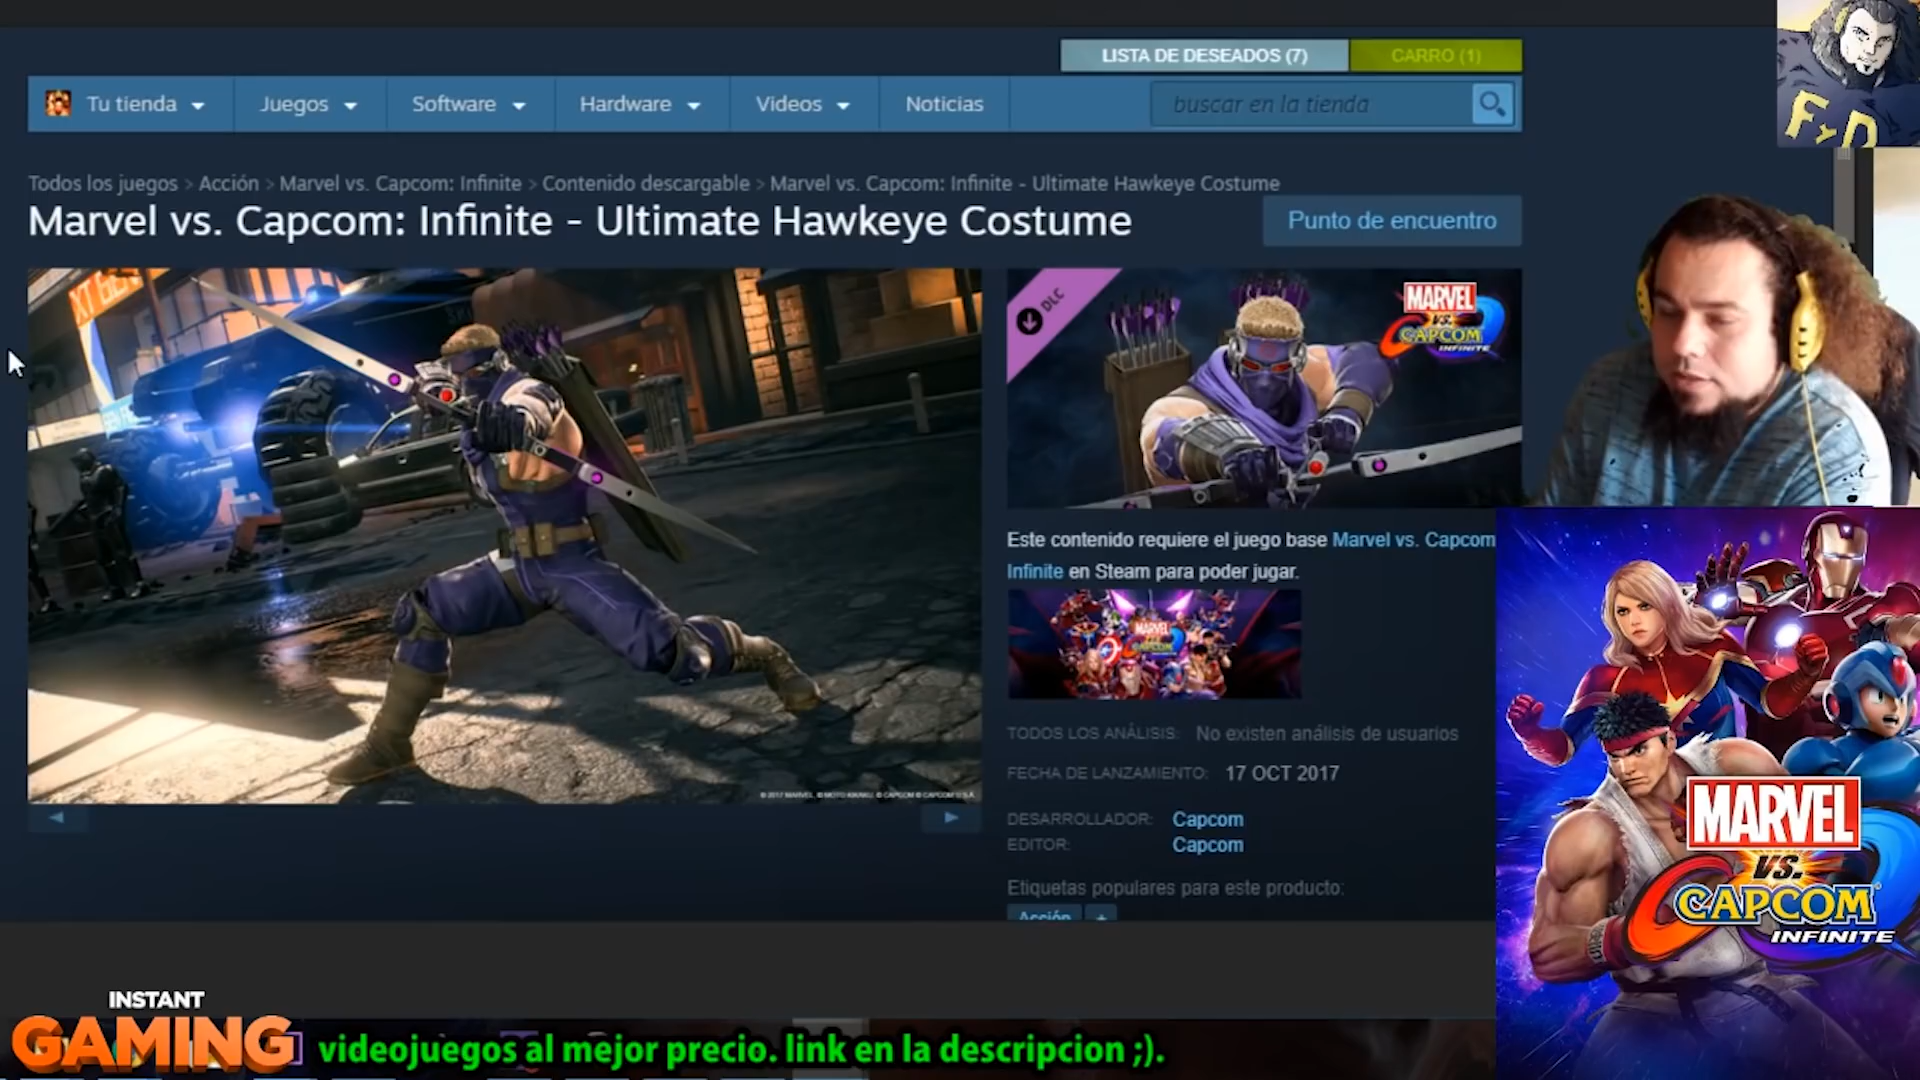 LISTA DE DESEADOS (7)
CARRO (1)
Tu tienda
Juegos
Software
Hardware
Videos
Noticias
buscar en la tienda
F y D
Todos los juegos > Acción > Marvel vs. Capcom: Infinite > Contenido descargable > Marvel vs. Capcom: Infinite - Ultimate Hawkeye Costume
Marvel vs. Capcom: Infinite - Ultimate Hawkeye Costume
Punto de encuentro
DLC
MARVEL
VS.
CAPCOM
INFINITE
Este contenido requiere el juego base Marvel vs. Capcom
Infinite en Steam para poder jugar.
MARVEL
CAPCOM
TODOS LOS ANÁLISIS: No existen análisis de usuarios
FECHA DE LANZAMIENTO: 17 OCT 2017
DESARROLLADOR: Capcom
EDITOR: Capcom
Etiquetas populares para este producto:
Acción +
MARVEL
VS.
CAPCOM
INFINITE
INSTANT
GAMING
videojuegos al mejor precio. link en la descripcion ;).